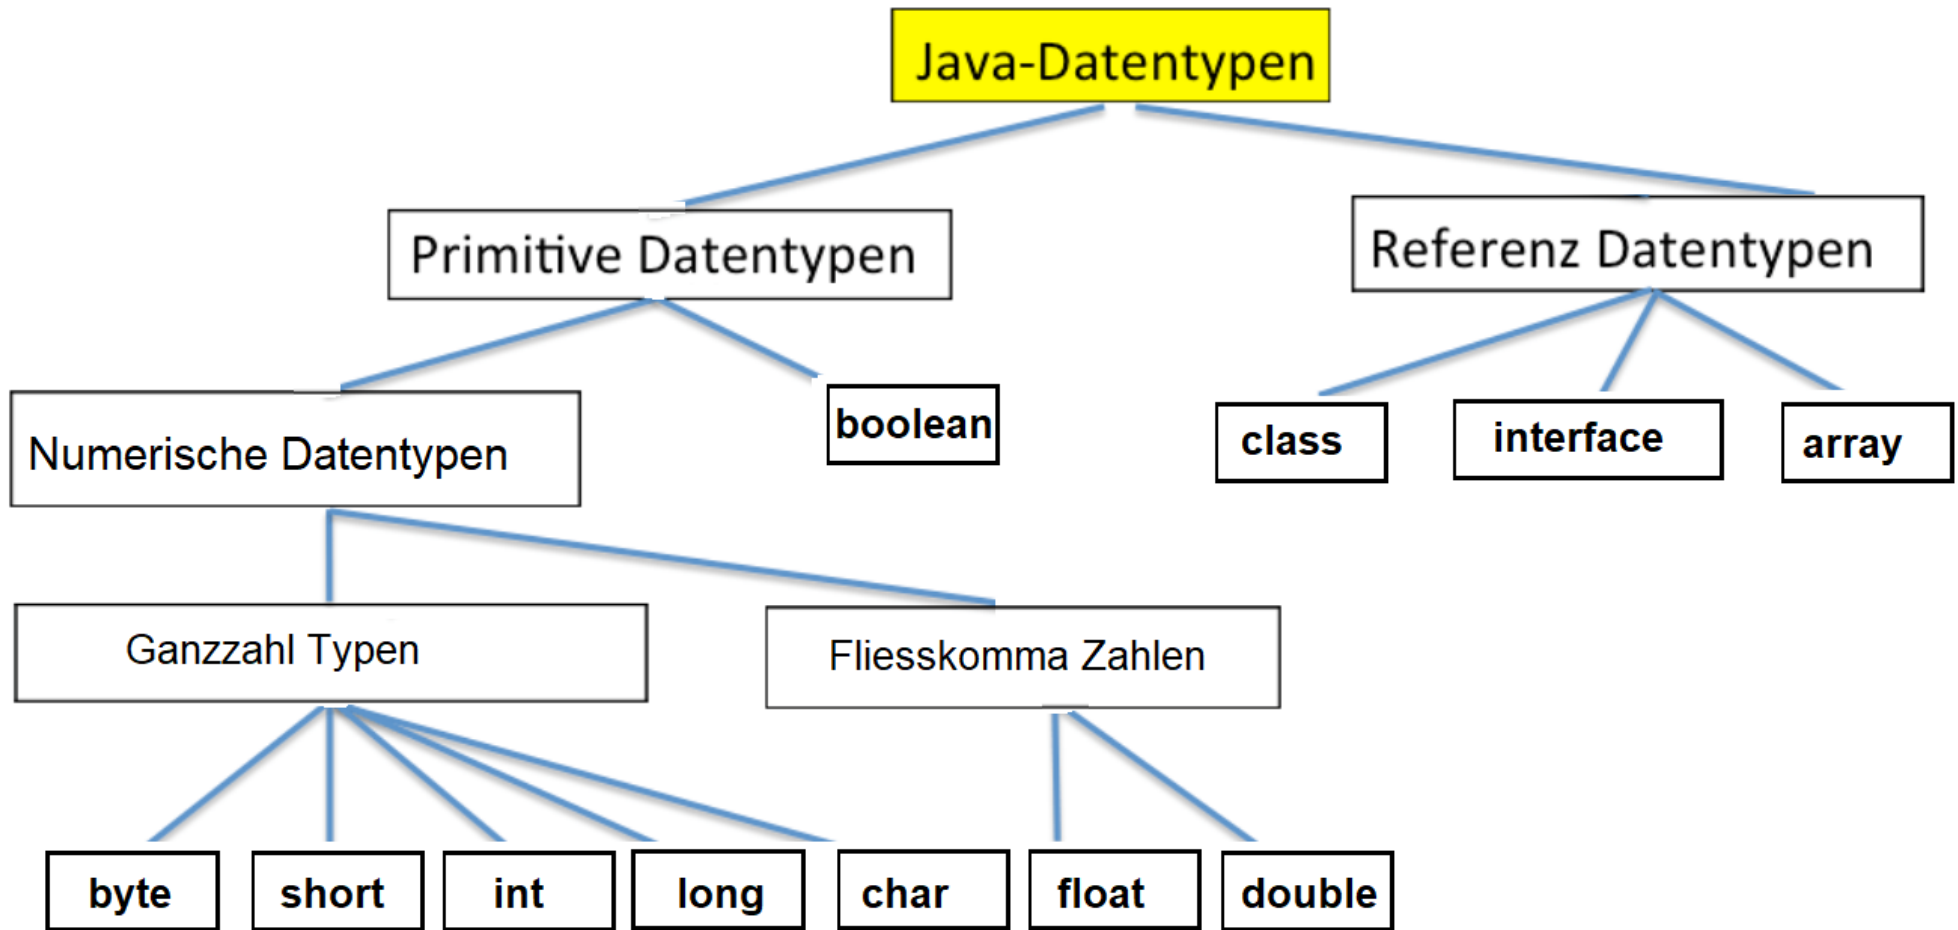 Java-Datentypen
Primitive Datentypen
Referenz Datentypen
Numerische Datentypen
boolean
class
interface
array
Ganzzahl Typen
Fliesskomma Zahlen
byte
short
int
long
char
float
double